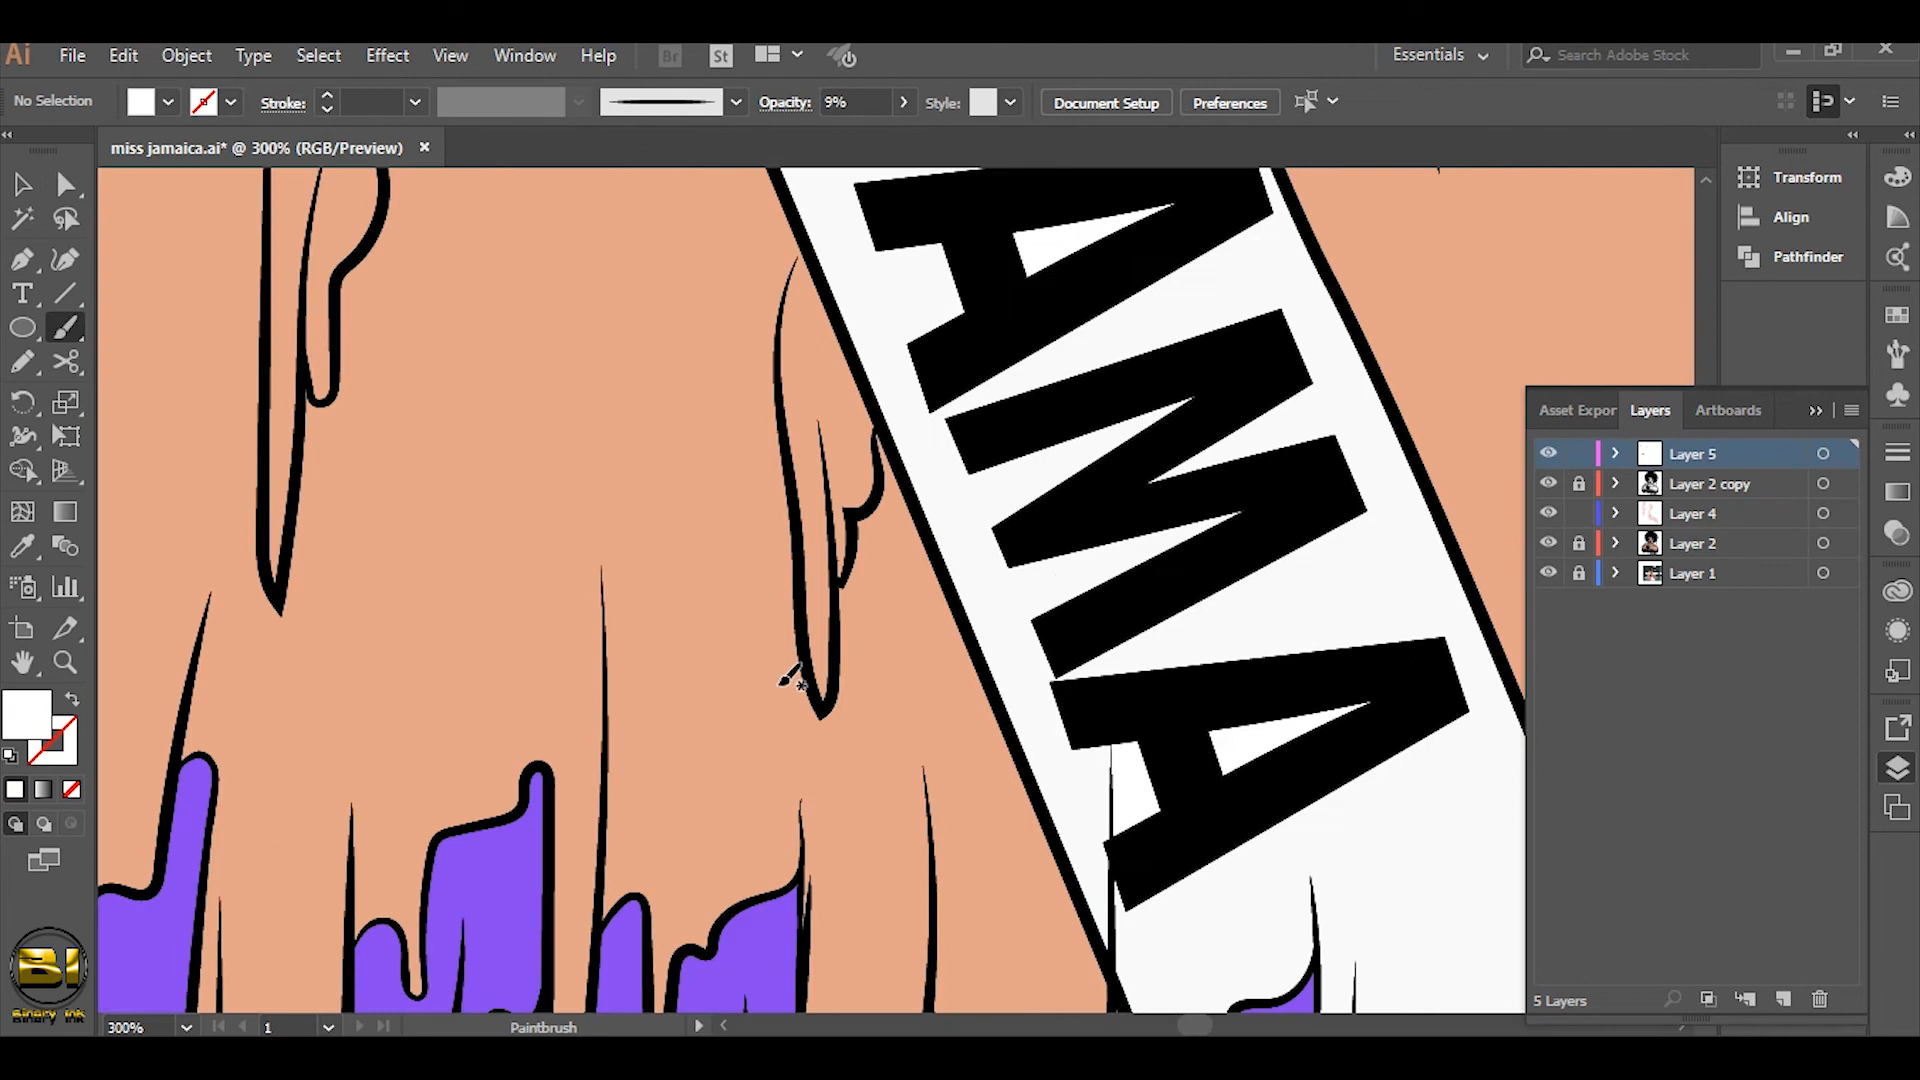 Ai File Edit Object Type Select Effect View Window Help Br St Essentials Search Adobe Stock
No Selection Stroke: Opacity: 9% Style: Document Setup Preferences
miss jamaica.ai* @ 300% (RGB/Preview)
Transform
Align
Pathfinder
AMA
Asset Expor Layers Artboards
Layer 5
Layer 2 copy
Layer 4
Layer 2
Layer 1
5 Layers
BI
Binary Ink
300% 1 Paintbrush